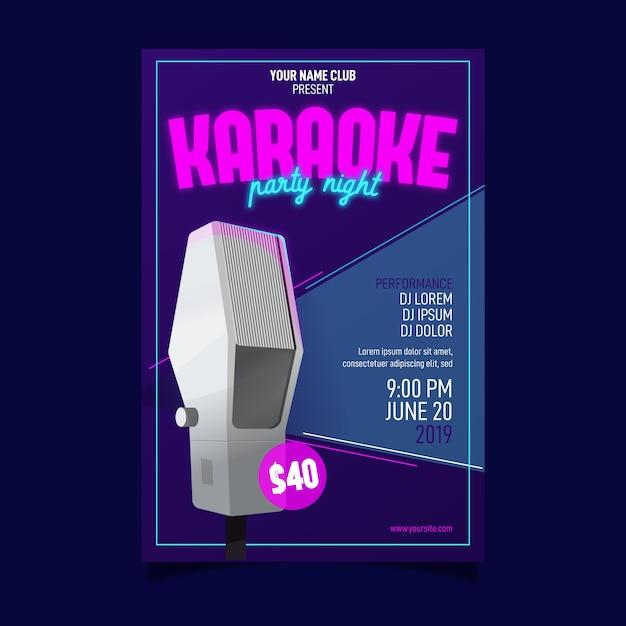 YOUR NAME CLUB
PRESENT
KARAOKE
party night
PERFORMANCE
DJ LOREM
DJ IPSUM
DJ DOLOR
Lorem ipsum dolor sit amet,
consectetuer adipiscing elit, sed
9:00 PM
JUNE 20
2019
$40
www.yoursite.com